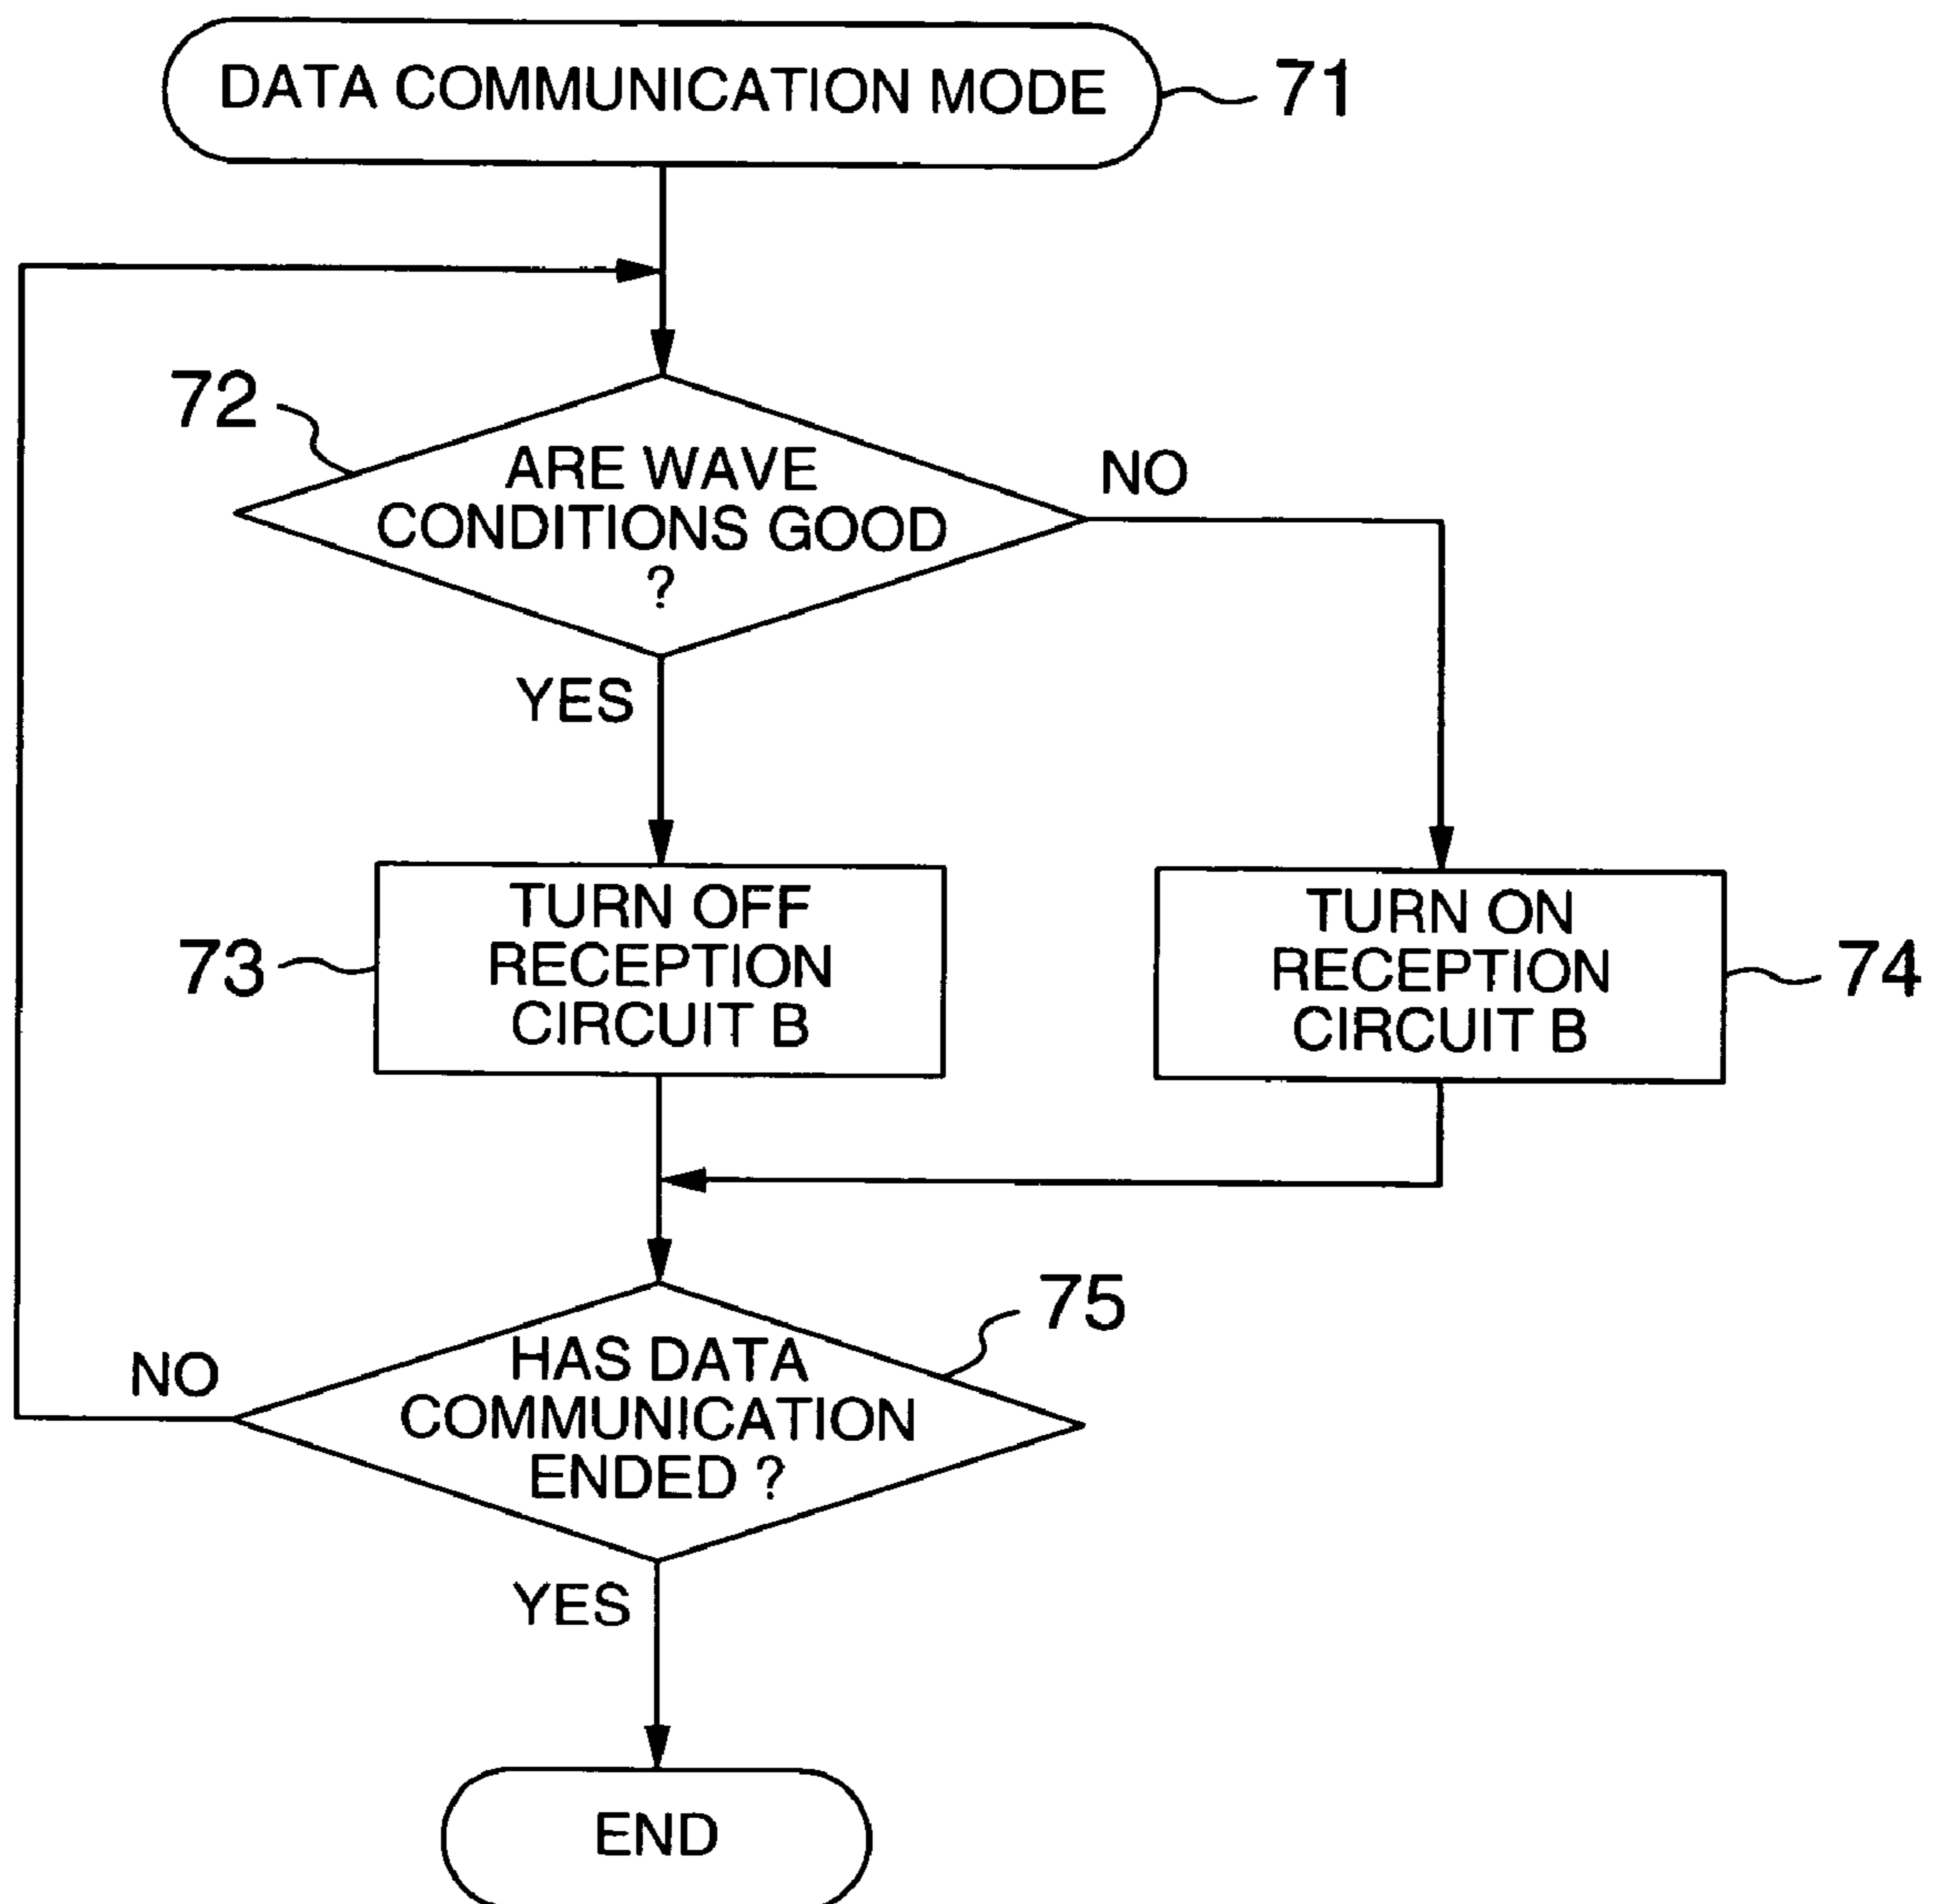 DATA COMMUNICATION MODE
71
72
ARE WAVE
CONDITIONS GOOD
?
NO
YES
73
TURN OFF
RECEPTION
CIRCUIT B
TURN ON
RECEPTION
CIRCUIT B
74
75
HAS DATA
COMMUNICATION
ENDED ?
NO
YES
END